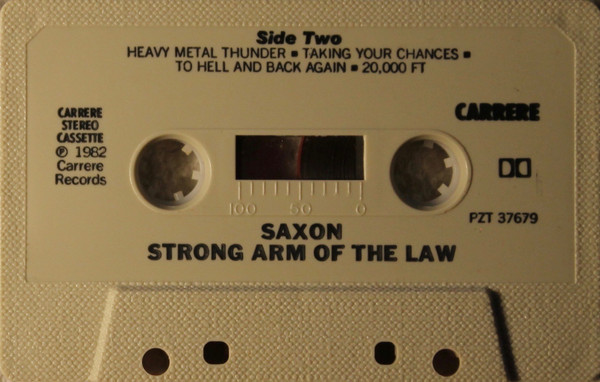 Side Two
HEAVY METAL THUNDER ▪ TAKING YOUR CHANCES ▪
TO HELL AND BACK AGAIN ▪ 20,000 FT
CARRERE
STEREO
CASSETTE
℗ 1982
Carrere
Records
CARRERE
PZT 37679
100 50 0
SAXON
STRONG ARM OF THE LAW